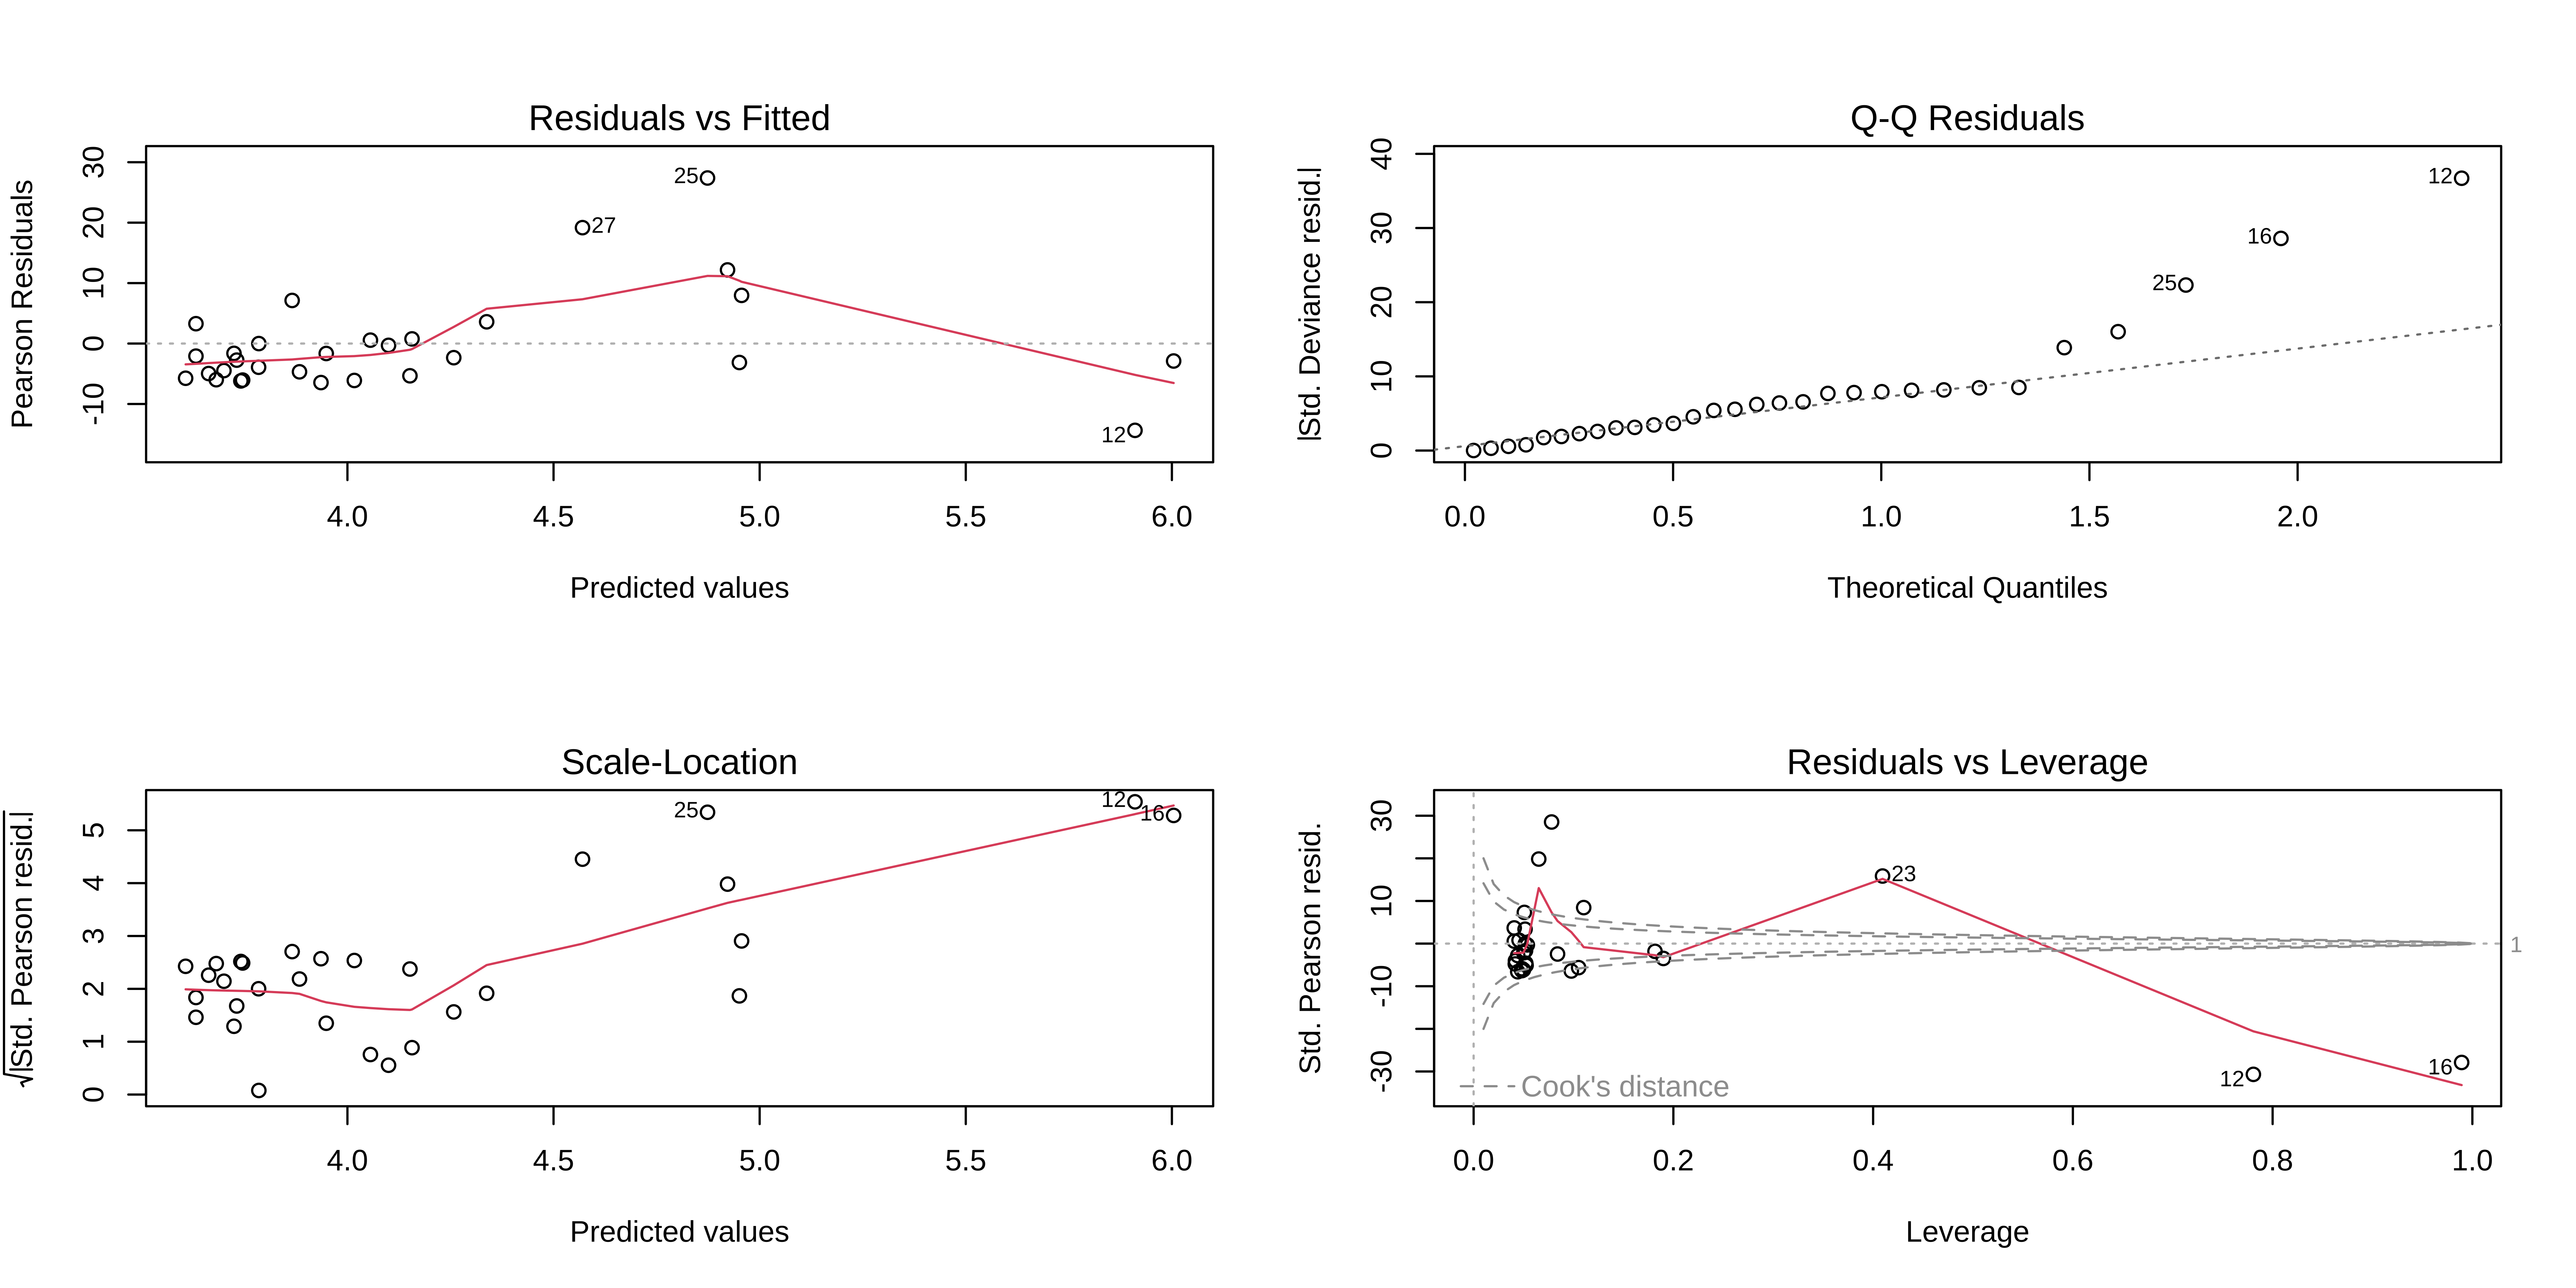 Residuals vs Fitted
Pearson Residuals
30
20
10
0
-10
25
27
12
4.0 4.5 5.0 5.5 6.0
Predicted values
Q-Q Residuals
|Std. Deviance resid.|
40
30
20
10
0
12
16
25
0.0 0.5 1.0 1.5 2.0
Theoretical Quantiles
Scale-Location
√|Std. Pearson resid.|
5
4
3
2
1
0
25
12
16
4.0 4.5 5.0 5.5 6.0
Predicted values
Residuals vs Leverage
Std. Pearson resid.
30
10
-10
-30
23
1
16
12
Cook's distance
0.0 0.2 0.4 0.6 0.8 1.0
Leverage